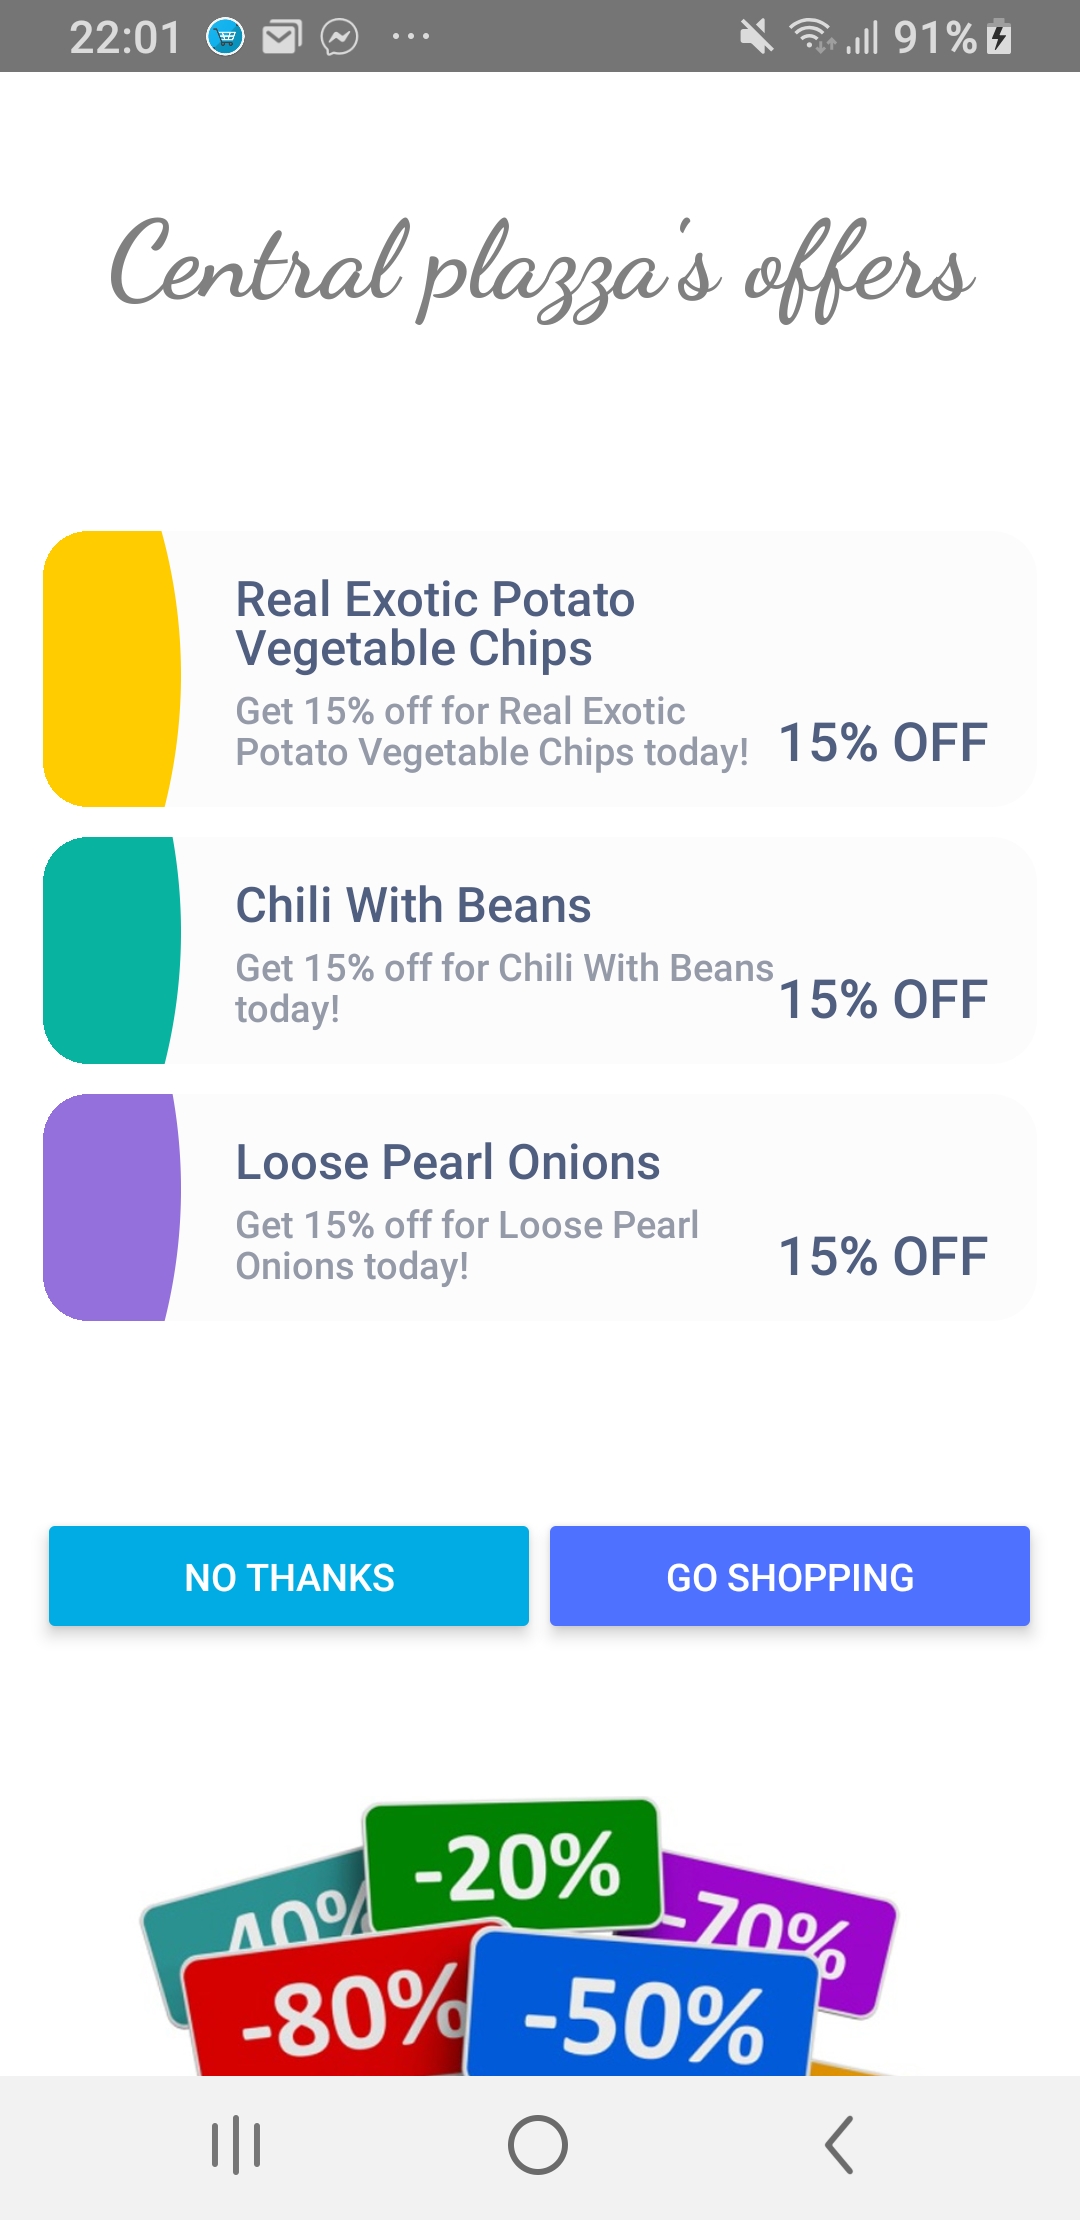 22:01
91%
Central plazza's offers
Real Exotic Potato
Vegetable Chips
Get 15% off for Real Exotic
Potato Vegetable Chips today!
15% OFF
Chili With Beans
Get 15% off for Chili With Beans
today!
15% OFF
Loose Pearl Onions
Get 15% off for Loose Pearl
Onions today!
15% OFF
NO THANKS
GO SHOPPING
-20%
40%
-70%
-80%
-50%